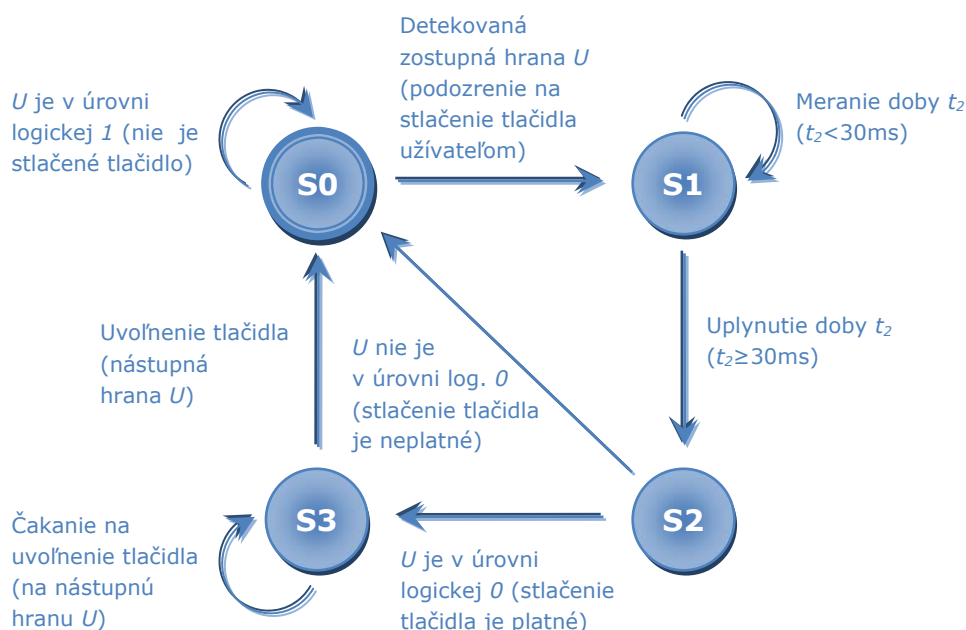 Detekovaná
zostupná hrana U
(podozrenie na
stlačenie tlačidla
užívateľom)
U je v úrovni
logickej 1 (nie je
stlačené tlačidlo)
Meranie doby t₂
(t₂<30ms)
S0
S1
Uvoľnenie tlačidla
(nástupná
hrana U)
U nie je
v úrovni log. 0
(stlačenie tlačidla
je neplatné)
Uplynutie doby t₂
(t₂≥30ms)
S3
S2
Čakanie na
uvoľnenie tlačidla
(na nástupnú
hranu U)
U je v úrovni
logickej 0 (stlačenie
tlačidla je platné)